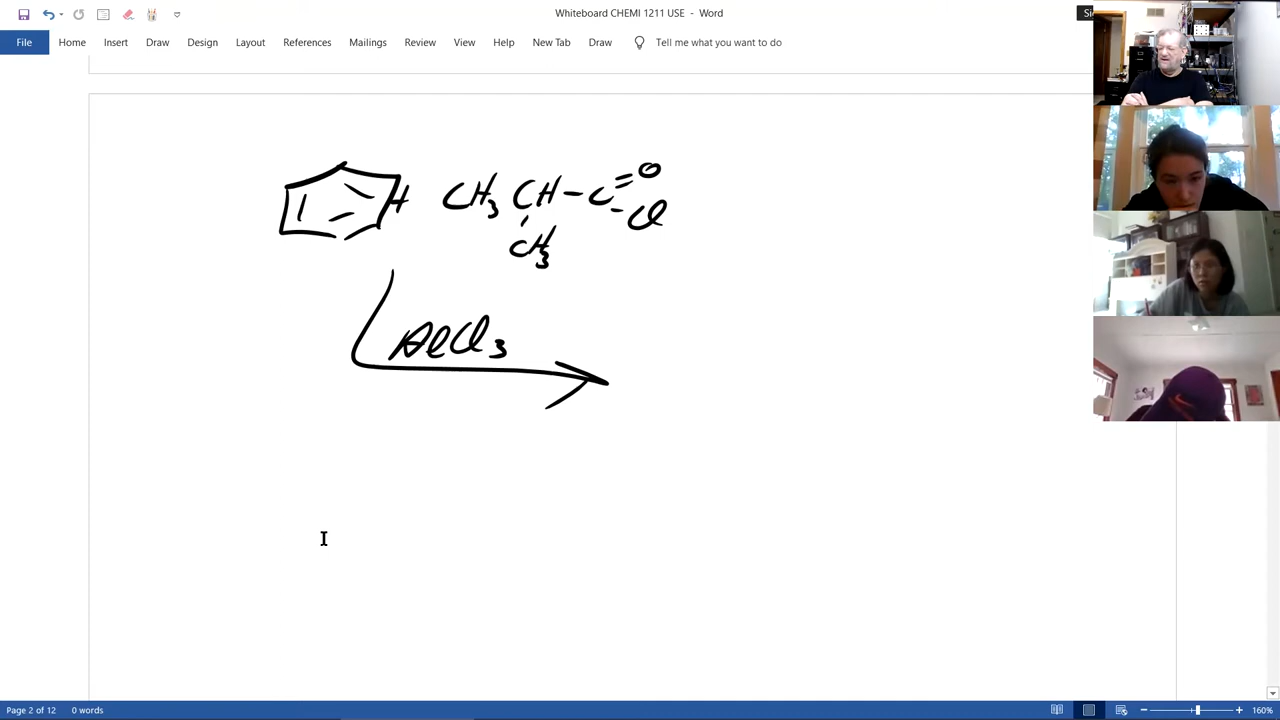 Whiteboard CHEMI 1211 USE - Word
File Home Insert Draw Design Layout References Mailings Review View Help New Tab Draw Tell me what you want to do
H CH3 CH - C = O
- Cl
CH3
AlCl3
Page 2 of 12 0 words 160%